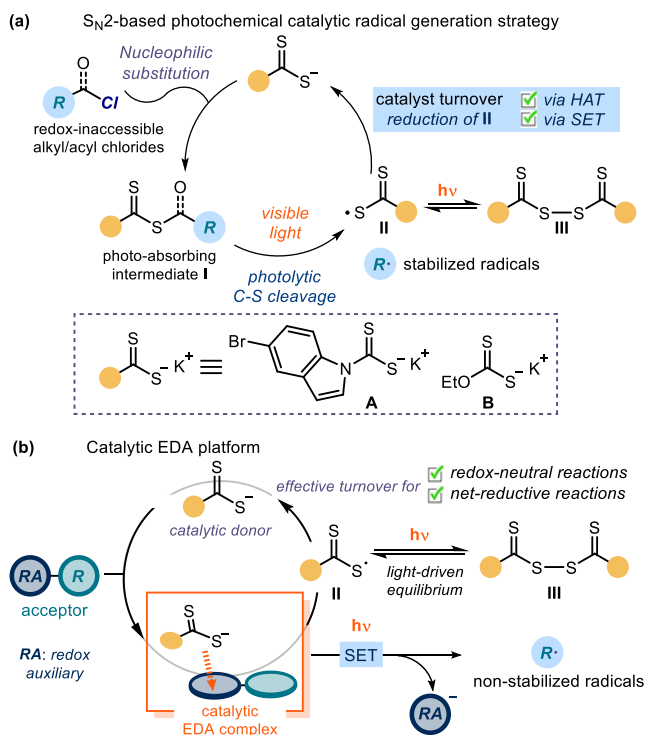 (a) SN2-based photochemical catalytic radical generation strategy
Nucleophilic
substitution
S
S−
O
R
Cl
redox-inaccessible
alkyl/acyl chlorides
catalyst turnover
via HAT
reduction of II
via SET
S
S
O
R
photo-absorbing
intermediate I
visible
light
photolytic
C-S cleavage
S
•S
II
hν
S
S
S S
III
R· stabilized radicals
S
S− K+
≡
Br
N
S
S− K+
A
S
EtO
S− K+
B
(b) Catalytic EDA platform
S
S−
catalytic donor
effective turnover for
redox-neutral reactions
net-reductive reactions
RA R
acceptor
RA: redox
auxiliary
S
S·
II
hν
light-driven
equilibrium
S
S
S S
III
S
S−
catalytic
EDA complex
hν
SET
RA −
R·
non-stabilized radicals